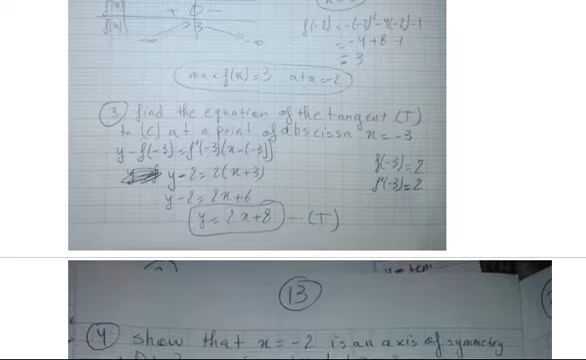 f(x) + 0 -
f(x) 3
-∞ -∞
f(-2) = -(-2)² - 4(-2) - 1
= -4 + 8 - 1
= 3
max f(x) = 3 at x = -2
③ find the equation of the tangent (T)
to (C) at a point of abscissa x = -3
y - f(-3) = f'(-3)(x - (-3))
f(-3) = 2
y - 2 = 2(x + 3)
f'(-3) = 2
y - 2 = 2x + 6
y = 2x + 8 --- (T)
13
④ show that x = -2 is an axis of symmetry